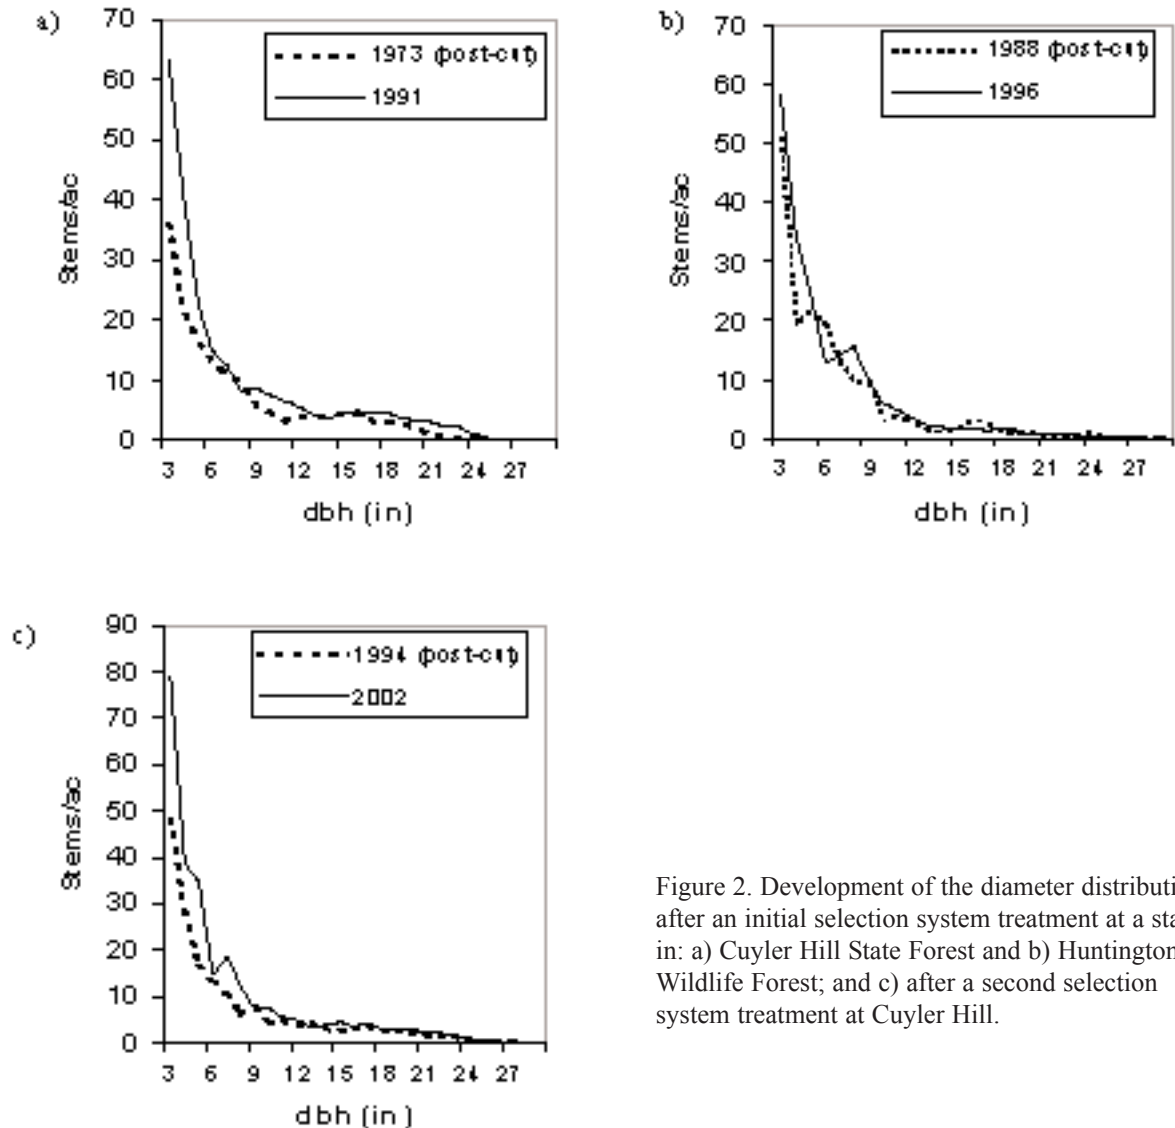 a)
70
60
50
40
30
20
10
0
Stems/ac
1973 (post-cut)
1991
3 6 9 12 15 18 21 24 27
dbh (in)
b)
70
60
50
40
30
20
10
0
Stems/ac
1988 (post-cut)
1996
3 6 9 12 15 18 21 24 27
dbh (in)
c)
90
80
70
60
50
40
30
20
10
0
Stems/ac
1994 (post-cut)
2002
3 6 9 12 15 18 21 24 27
dbh (in)
Figure 2. Development of the diameter
after an initial selection system treatment at a
in: a) Cuyler Hill State Forest and b) Huntington
Wildlife Forest; and c) after a second selection
system treatment at Cuyler Hill.